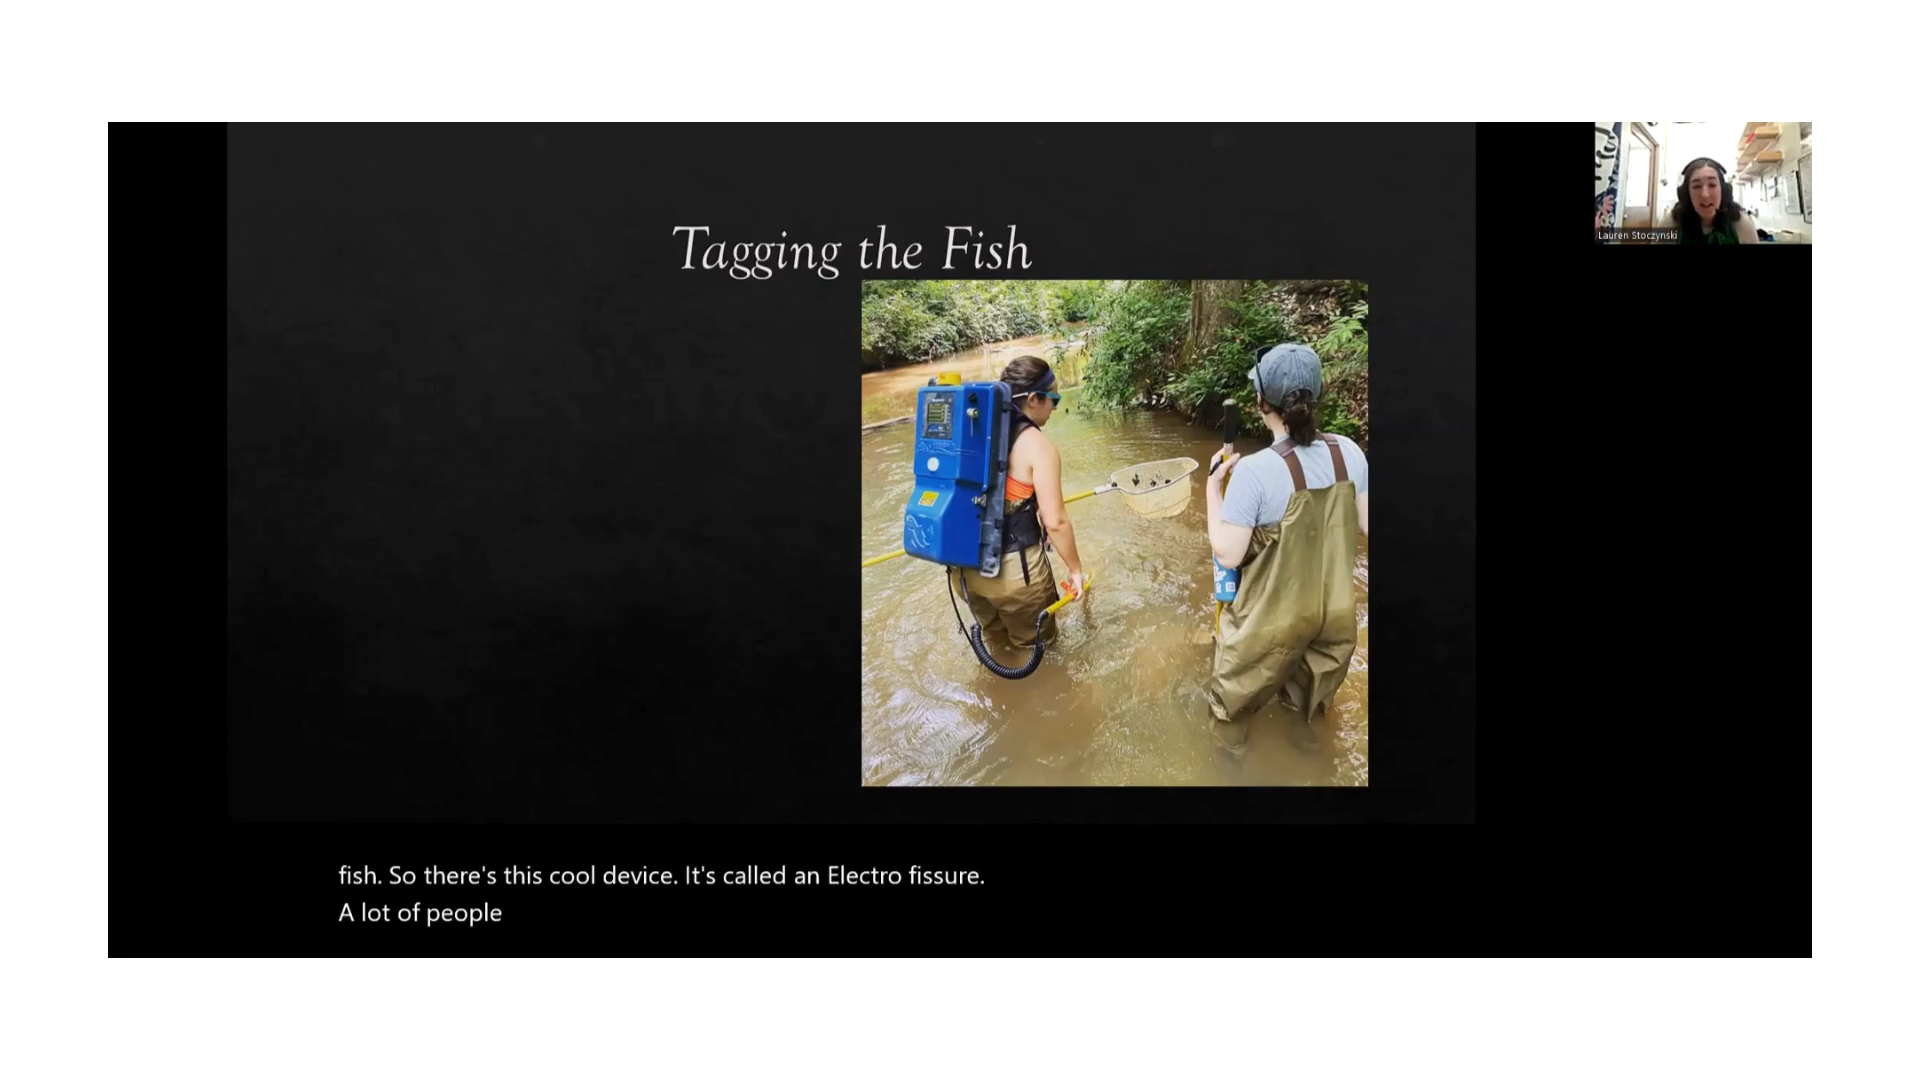 Lauren Stoczynski
Tagging the Fish
fish. So there's this cool device. It's called an Electro fissure.
A lot of people